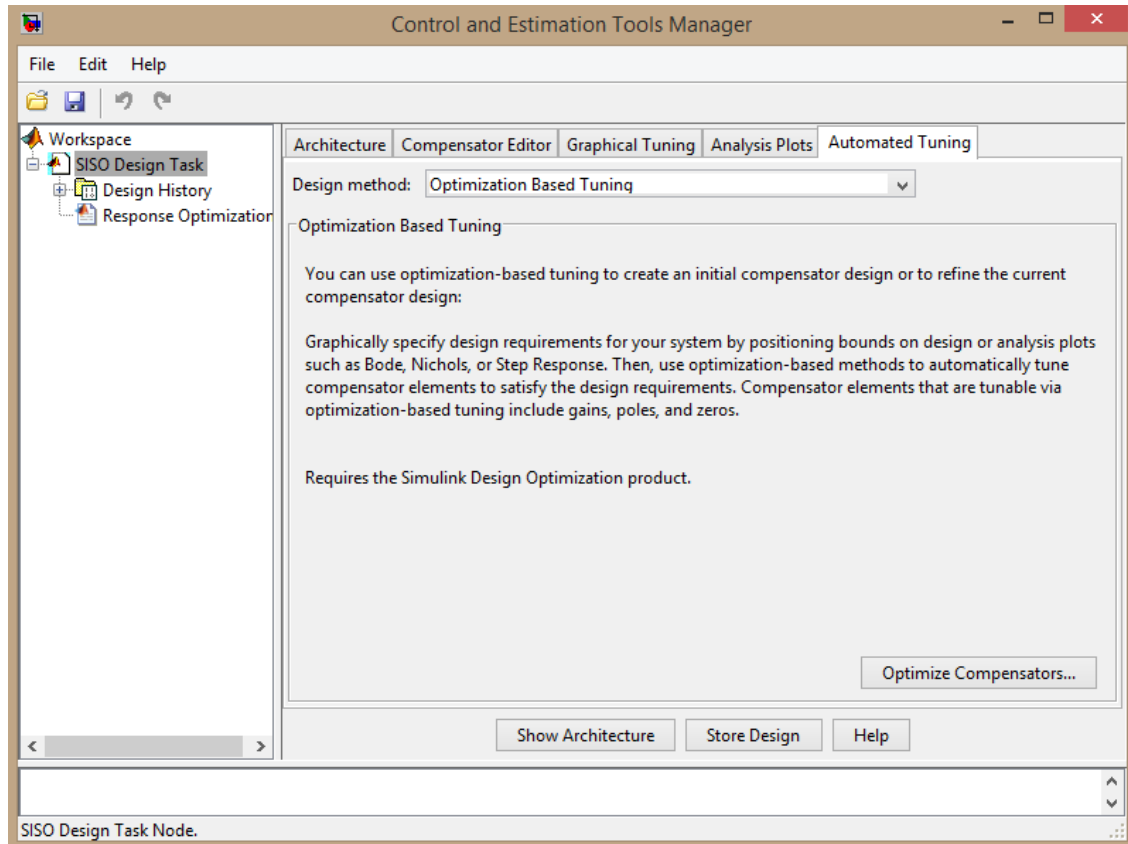 Control and Estimation Tools Manager
File Edit Help
Workspace
SISO Design Task
Design History
Response Optimization
Architecture Compensator Editor Graphical Tuning Analysis Plots Automated Tuning
Design method: Optimization Based Tuning
Optimization Based Tuning
You can use optimization-based tuning to create an initial compensator design or to refine the current
compensator design:
Graphically specify design requirements for your system by positioning bounds on design or analysis plots
such as Bode, Nichols, or Step Response. Then, use optimization-based methods to automatically tune
compensator elements to satisfy the design requirements. Compensator elements that are tunable via
optimization-based tuning include gains, poles, and zeros.
Requires the Simulink Design Optimization product.
Optimize Compensators...
Show Architecture Store Design Help
SISO Design Task Node.